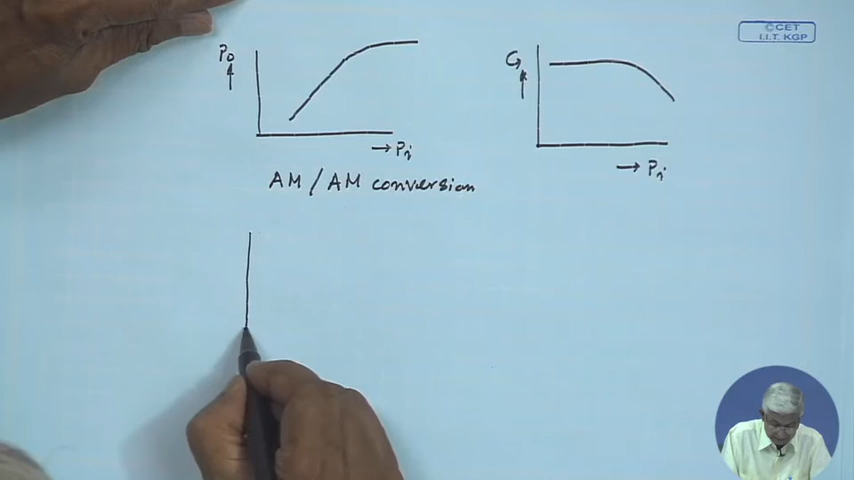 Po
→ Pi
AM/AM conversion
G
→ Pi
©CET
I.I.T. KGP